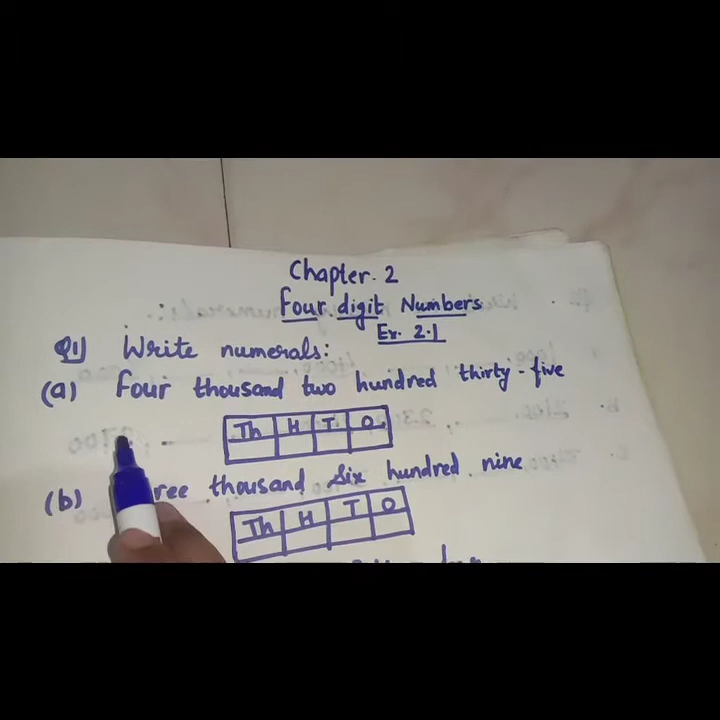 Chapter. 2
Four digit Numbers
Ex. 2.1
Q1) Write numerals:
(a) Four thousand two hundred thirty-five
Th H T O
(b) ree thousand six hundred nine
Th H T O